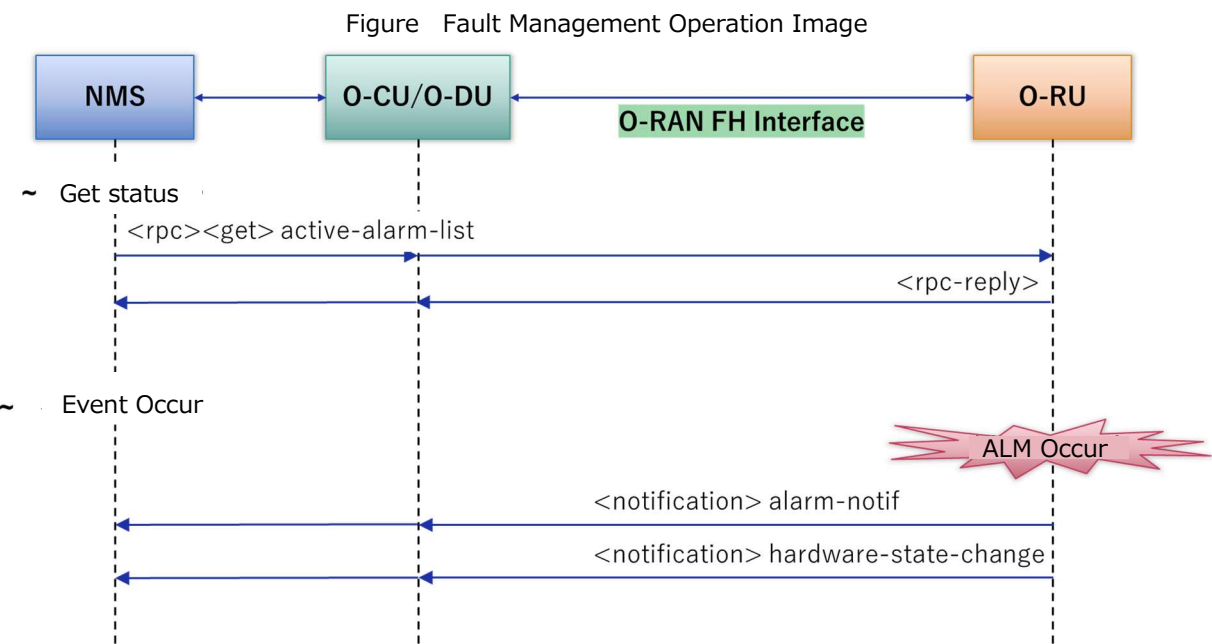 Figure Fault Management Operation Image
NMS
O-CU/O-DU
O-RU
O-RAN FH Interface
~ Get status
<rpc><get> active-alarm-list
<rpc-reply>
~ Event Occur
ALM Occur
<notification> alarm-notif
<notification> hardware-state-change